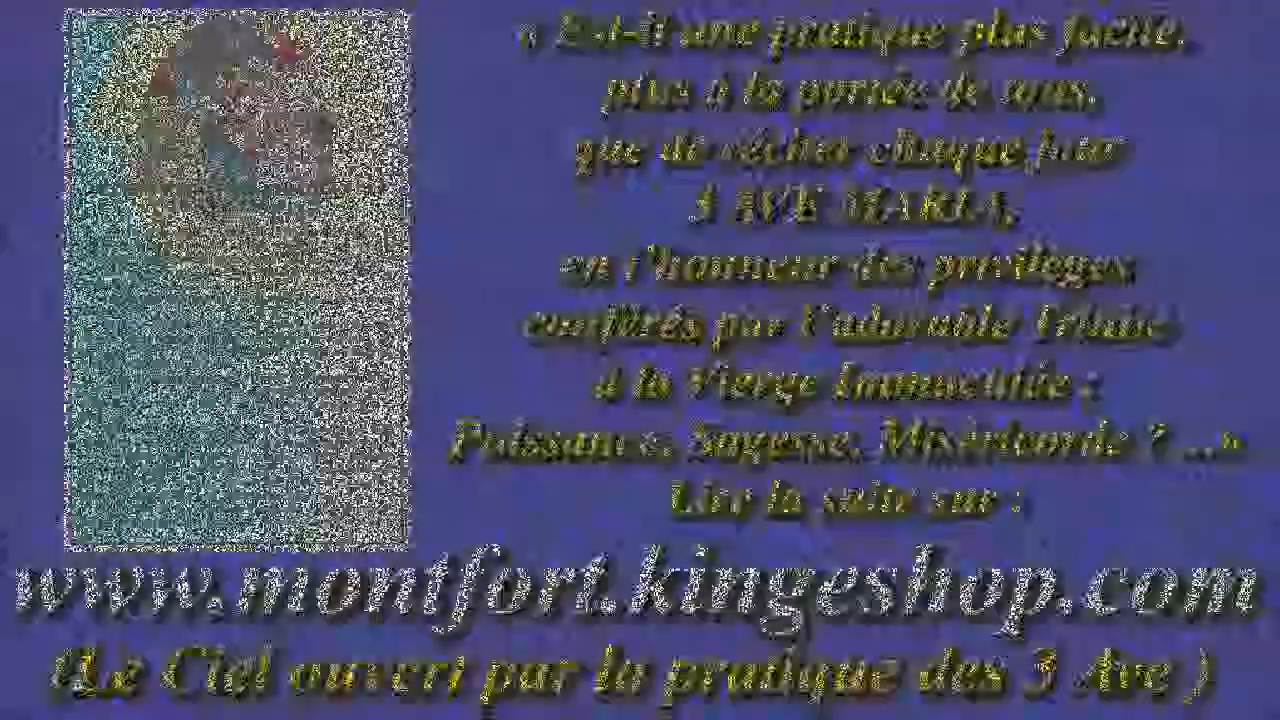 « Est-il une pratique plus facile,
plus à la portée de tous,
que de réciter chaque jour
3 AVE MARIA,
en l'honneur des privilèges
conférés par l'adorable Trinité
à la Vierge Immaculée :
Puissance, Sagesse, Miséricorde ? ...»
Lire la suite sur :
www.montfort.kingeshop.com
(Le Ciel ouvert par la pratique des 3 Ave )